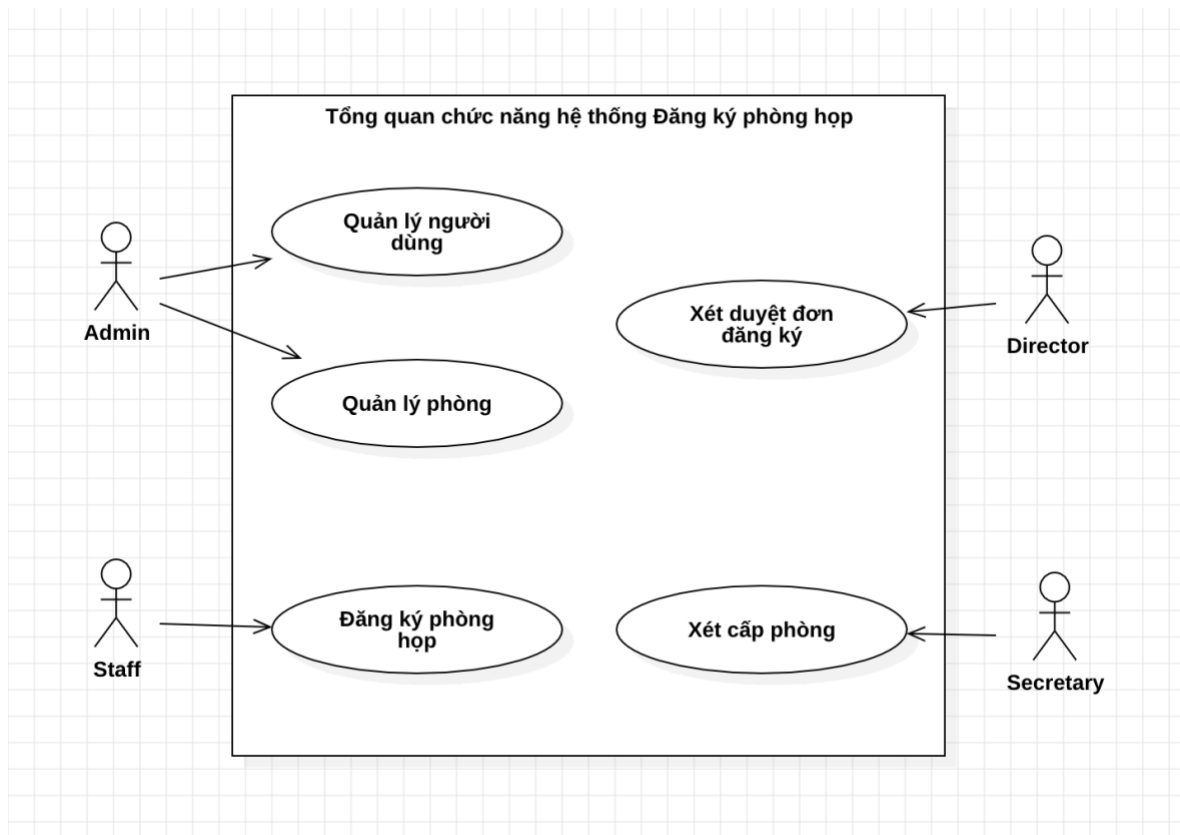 Tổng quan chức năng hệ thống Đăng ký phòng họp
Quản lý người
dùng
Admin
Xét duyệt đơn
đăng ký
Director
Quản lý phòng
Staff
Đăng ký phòng
họp
Xét cấp phòng
Secretary